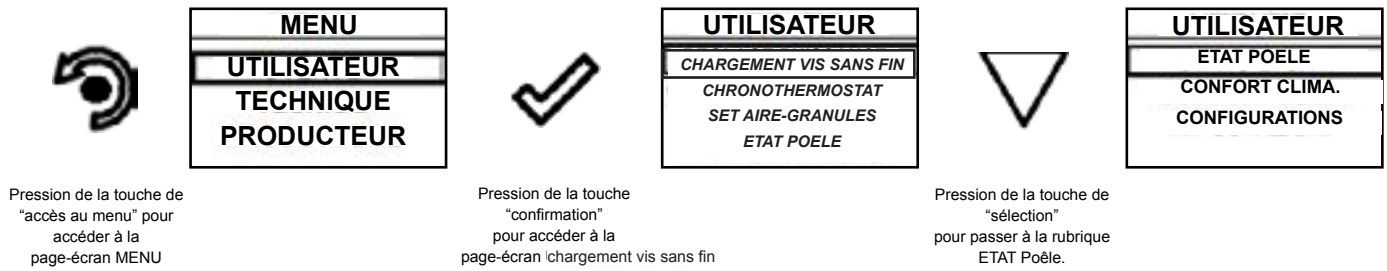 MENU
UTILISATEUR
TECHNIQUE
PRODUCTEUR
UTILISATEUR
CHARGEMENT VIS SANS FIN
CHRONOTHERMOSTAT
SET AIRE-GRANULES
ETAT POELE
UTILISATEUR
ETAT POELE
CONFORT CLIMA.
CONFIGURATIONS
Pression de la touche de
“accès au menu” pour
accéder à la
page-écran MENU
Pression de la touche
“confirmation”
pour accéder à la
page-écran chargement vis sans fin
Pression de la touche de
“sélection”
pour passer à la rubrique
ETAT Poêle.